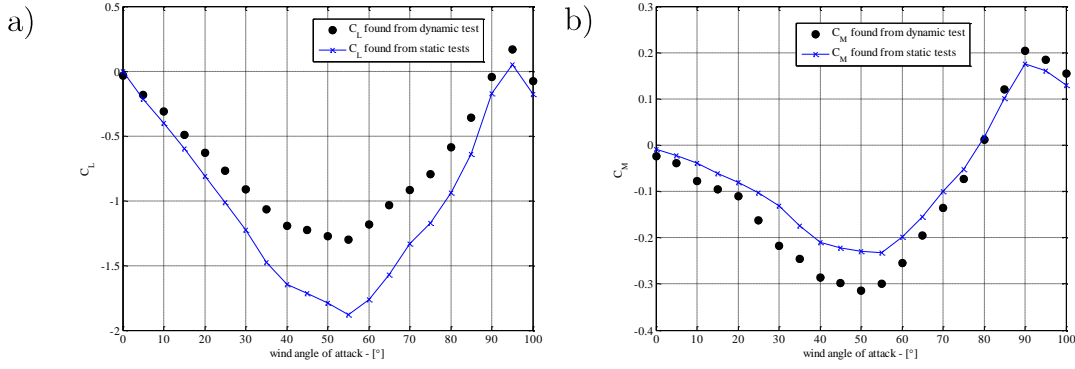 a)
0.5
0
-0.5
-1
-1.5
-2
C_L
C_L found from dynamic test
C_L found from static tests
0 10 20 30 40 50 60 70 80 90 100
wind angle of attack - [°]
b)
0.3
0.2
0.1
0
-0.1
-0.2
-0.3
-0.4
C_M
C_M found from dynamic test
C_M found from static tests
0 10 20 30 40 50 60 70 80 90 100
wind angle of attack - [°]